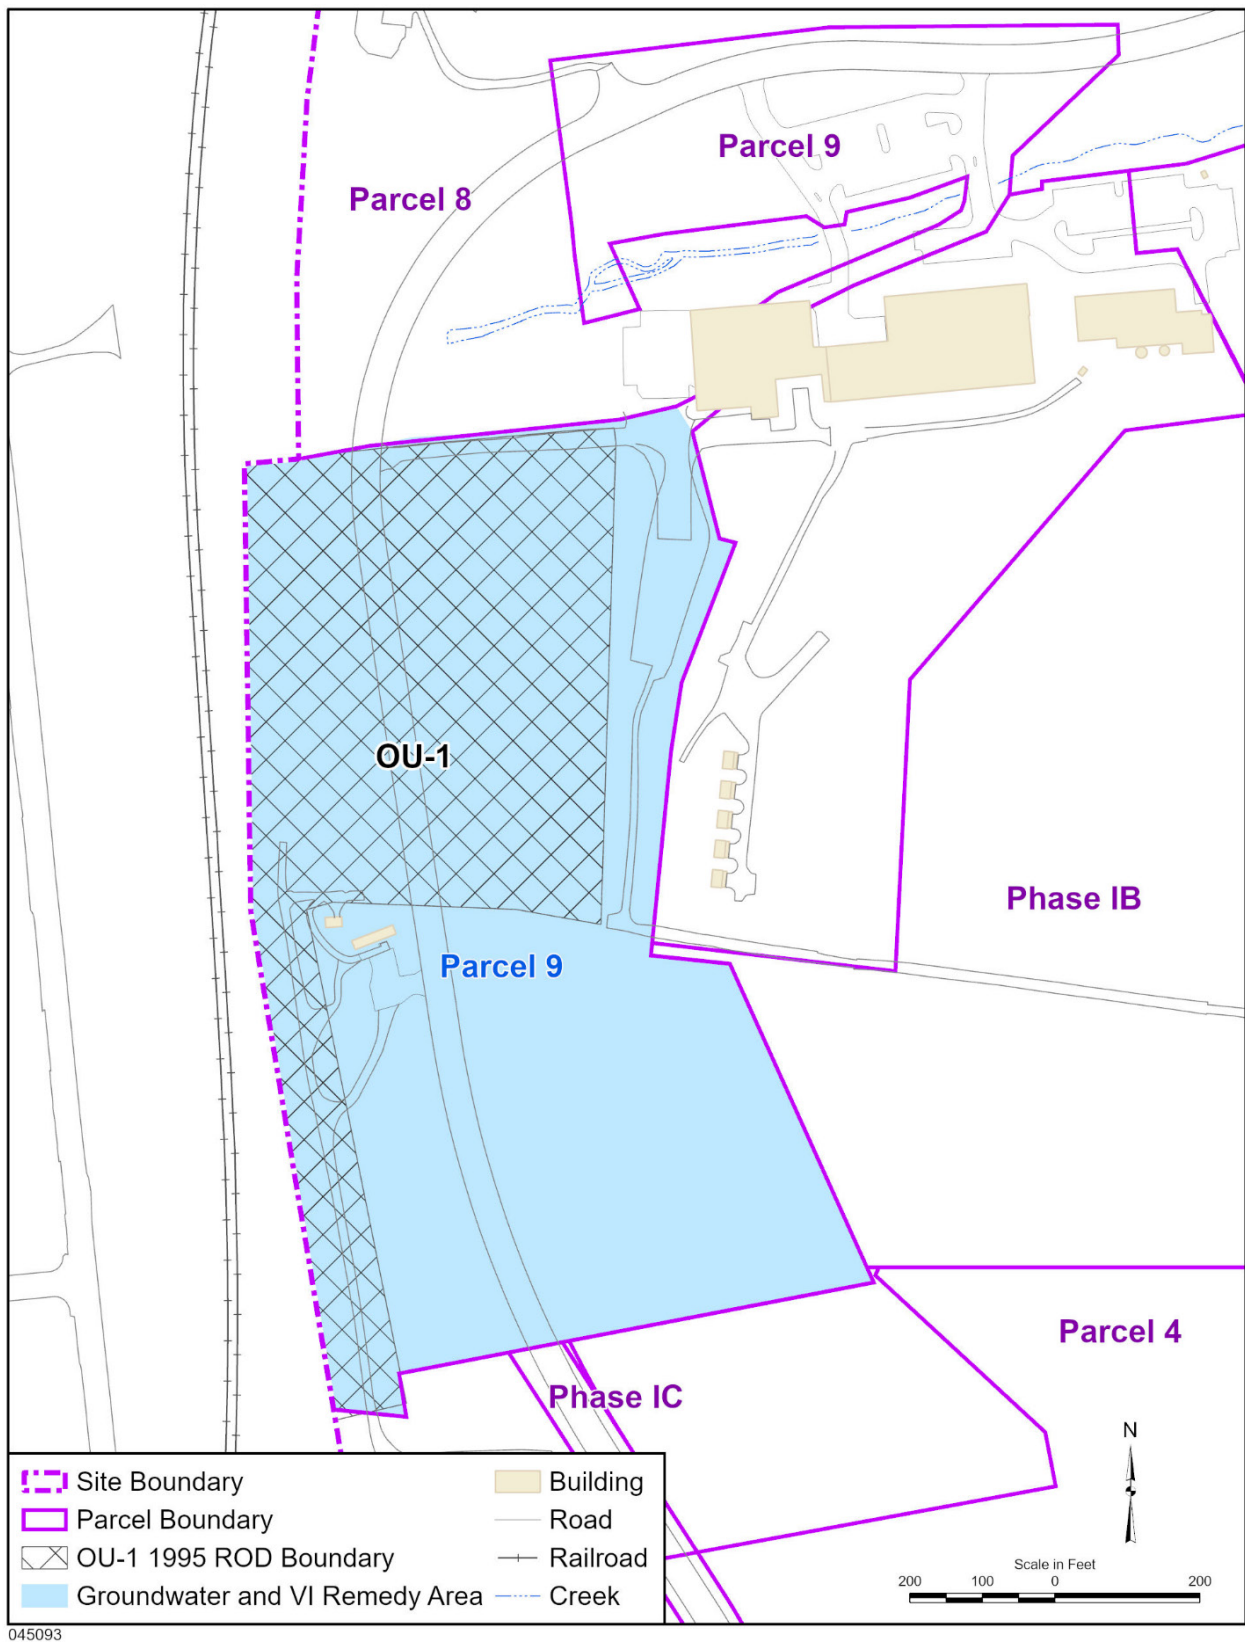 Parcel 9
Parcel 8
OU-1
Phase IB
Parcel 9
Parcel 4
Phase IC
N
Site Boundary
Parcel Boundary
OU-1 1995 ROD Boundary
Groundwater and VI Remedy Area
Building
Road
Railroad
Creek
Scale in Feet
200 100 0 200
045093